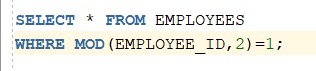 SELECT * FROM EMPLOYEES
WHERE MOD(EMPLOYEE_ID,2)=1;